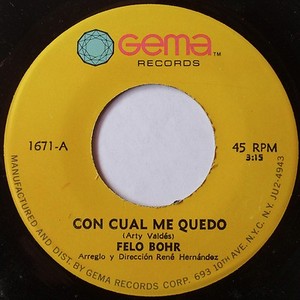 Gema™
RECORDS
1671-A
45 RPM
3:15
CON CUAL ME QUEDO
(Arty Valdés)
FELO BOHR
Arreglo y Dirección René Hernández
MANUFACTURED AND DIST. BY GEMA RECORDS CORP. 693 10TH AVE. N.Y.C. N.Y. JU2-4943